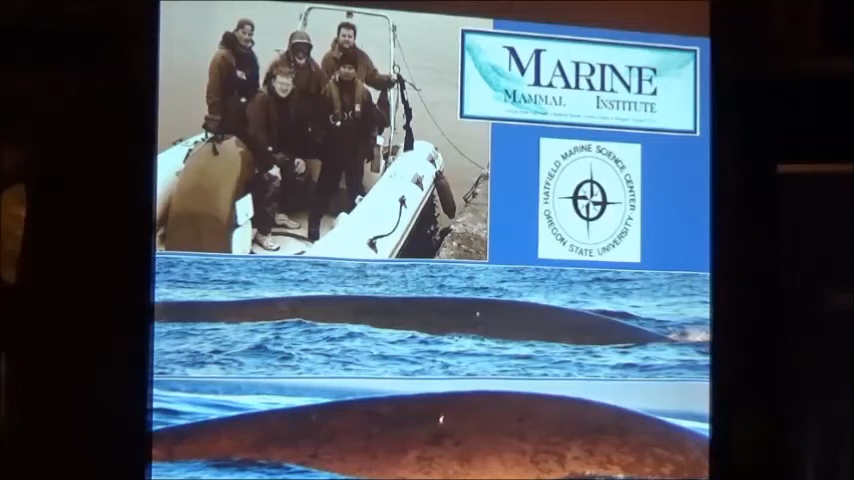 MARINE
MAMMAL INSTITUTE
HATFIELD MARINE SCIENCE CENTER
OREGON STATE UNIVERSITY